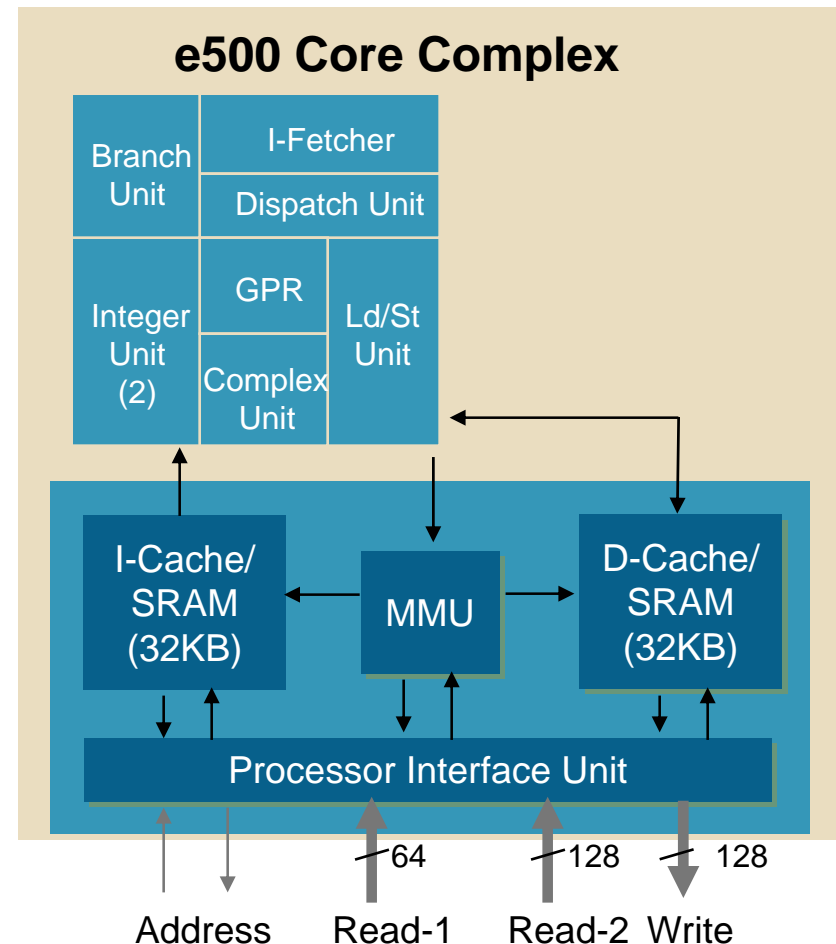 e500 Core Complex
Branch
Unit
I-Fetcher
Dispatch Unit
Integer
Unit
(2)
GPR
Complex
Unit
Ld/St
Unit
I-Cache/
SRAM
(32KB)
MMU
D-Cache/
SRAM
(32KB)
Processor Interface Unit
64
128
128
Address
Read-1
Read-2
Write